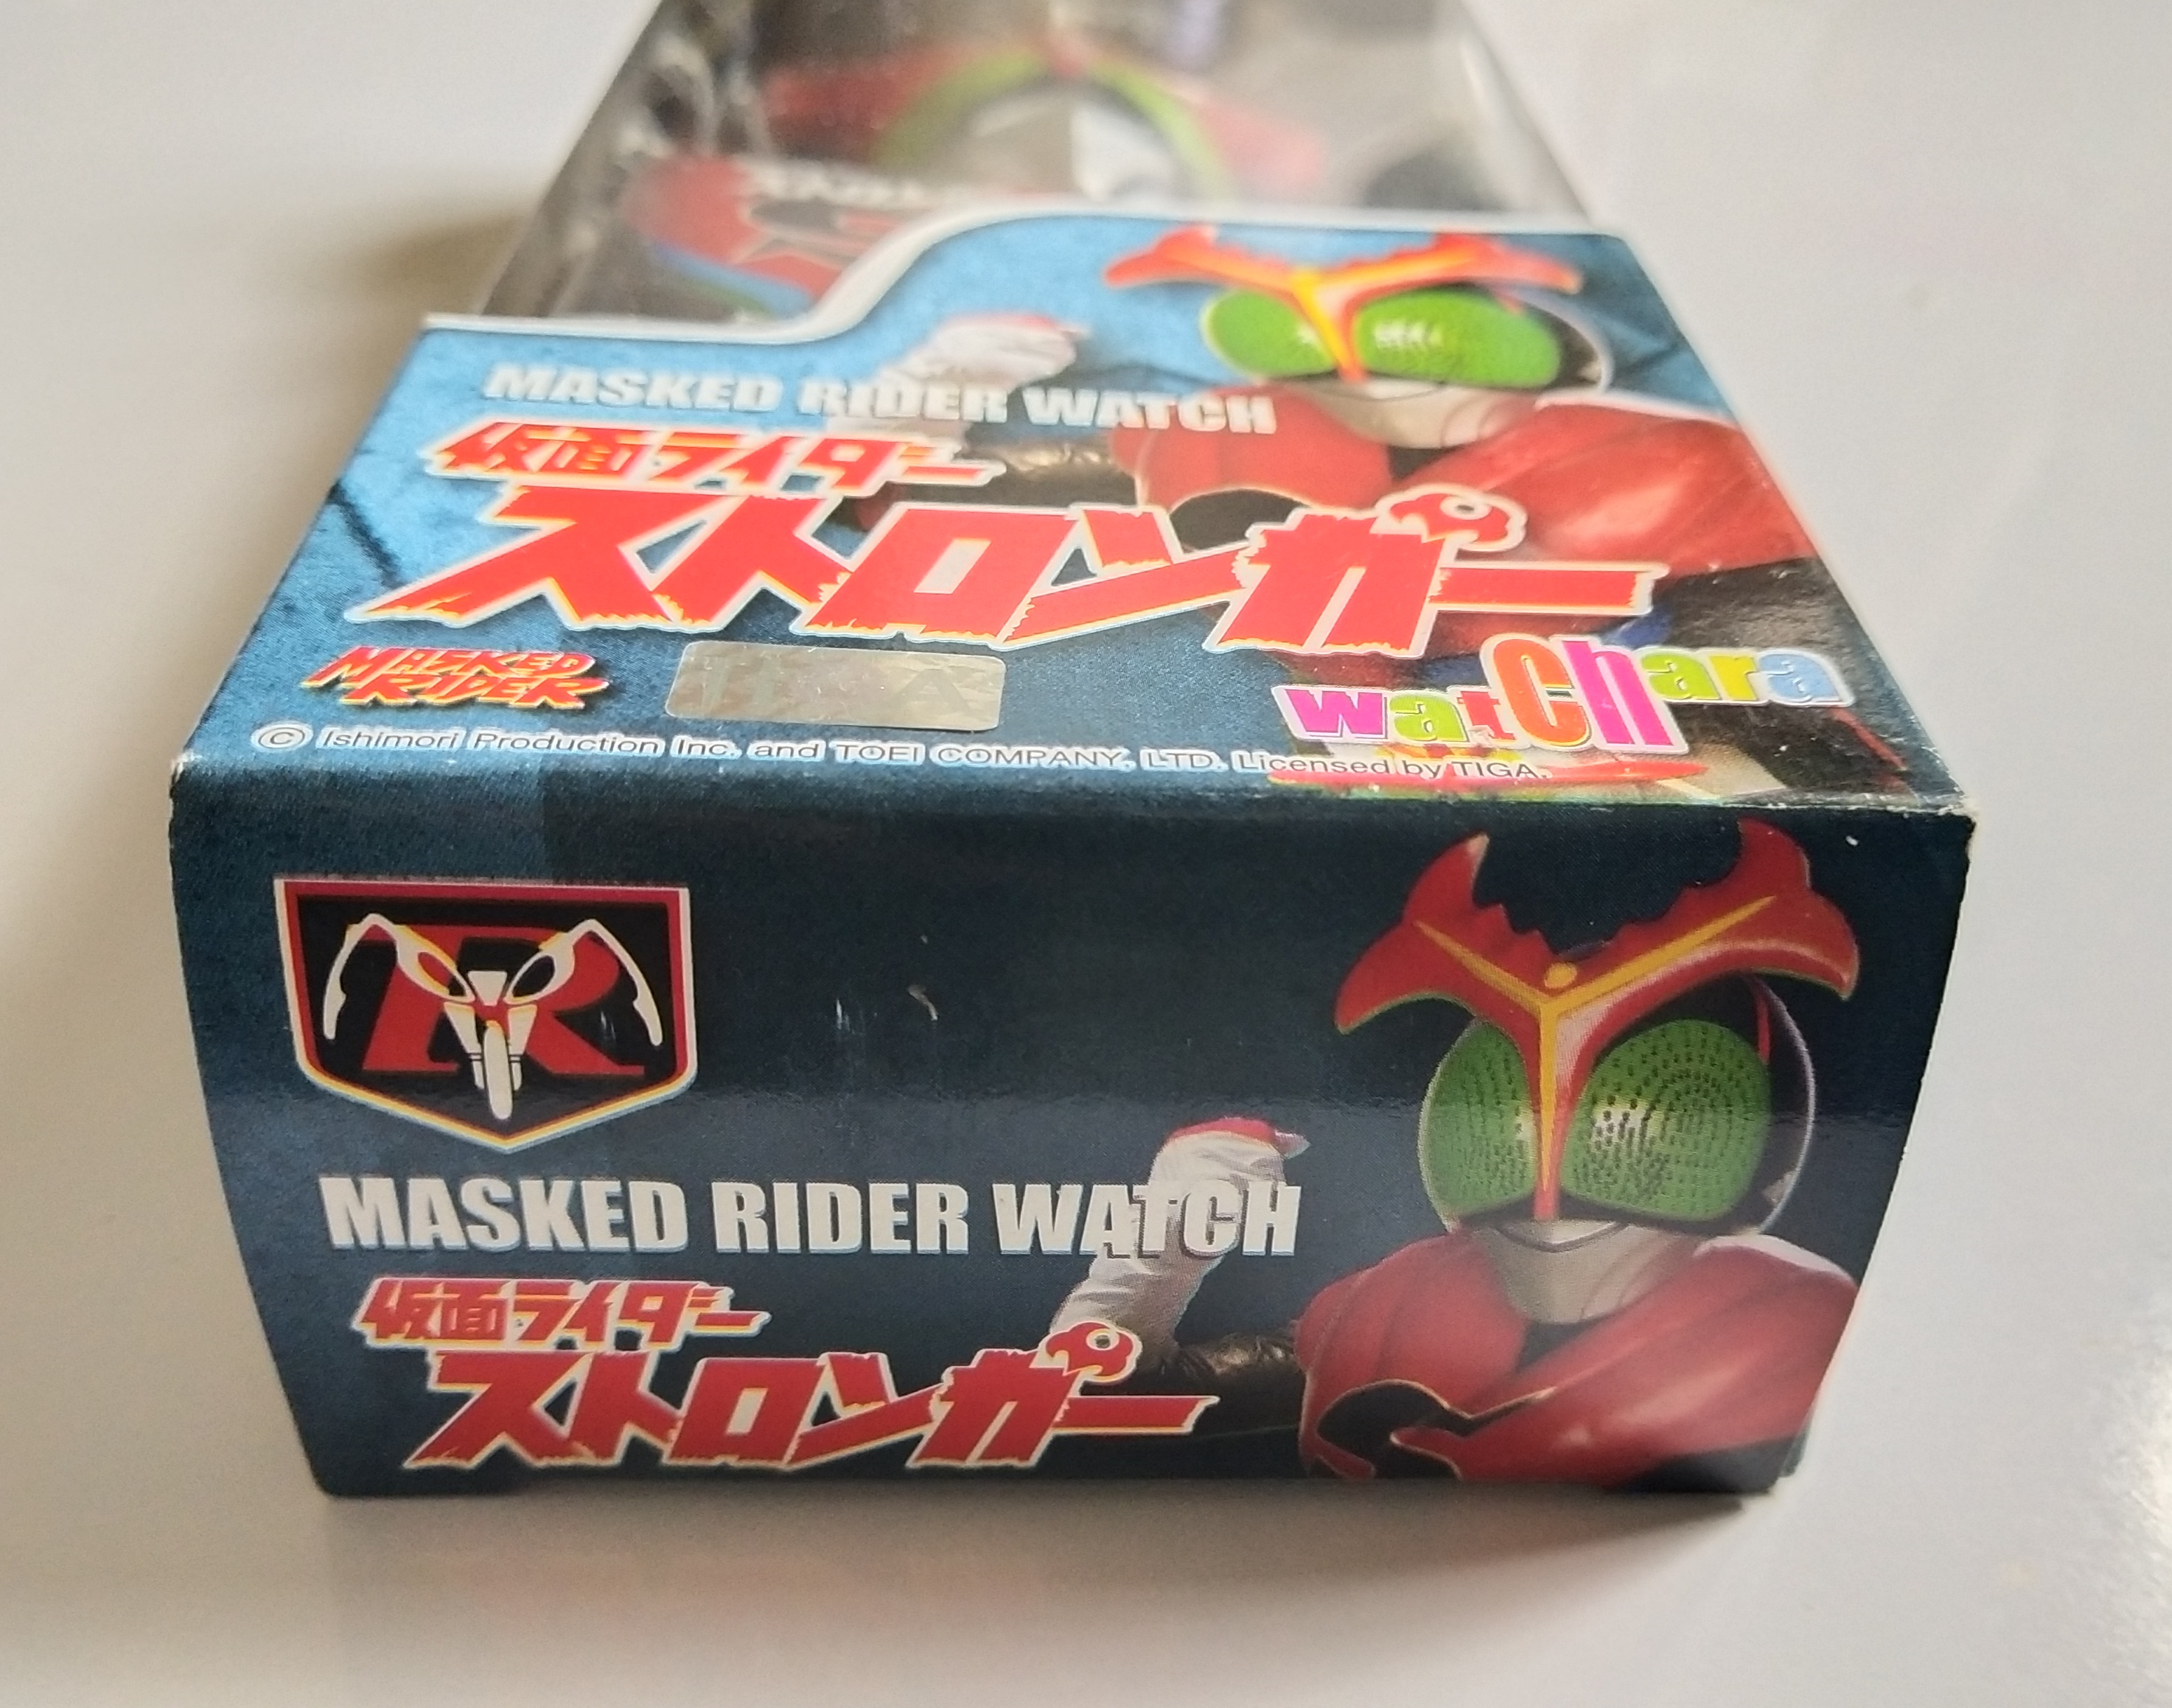 MASKED RIDER WATCH
仮面ライダー
ストロンガー
MASKED
RIDER
watChara
© Ishimori Production Inc. and TOEI COMPANY, LTD. Licensed by TIGA.
R
MASKED RIDER WATCH
仮面ライダー
ストロンガー